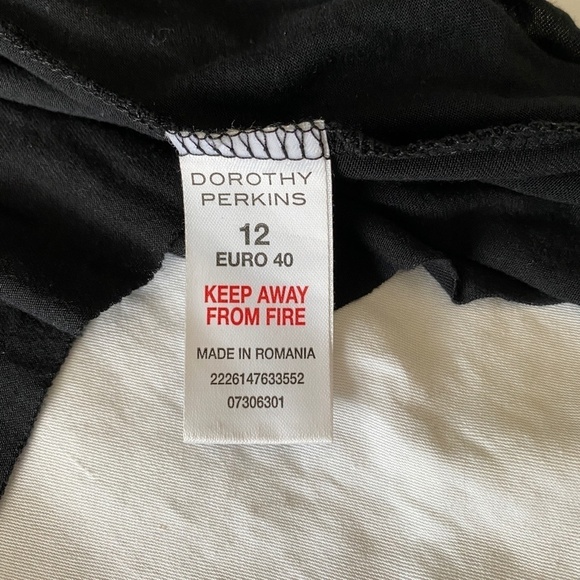 DOROTHY
PERKINS
12
EURO 40
KEEP AWAY
FROM FIRE
MADE IN ROMANIA
2226147633552
07306301